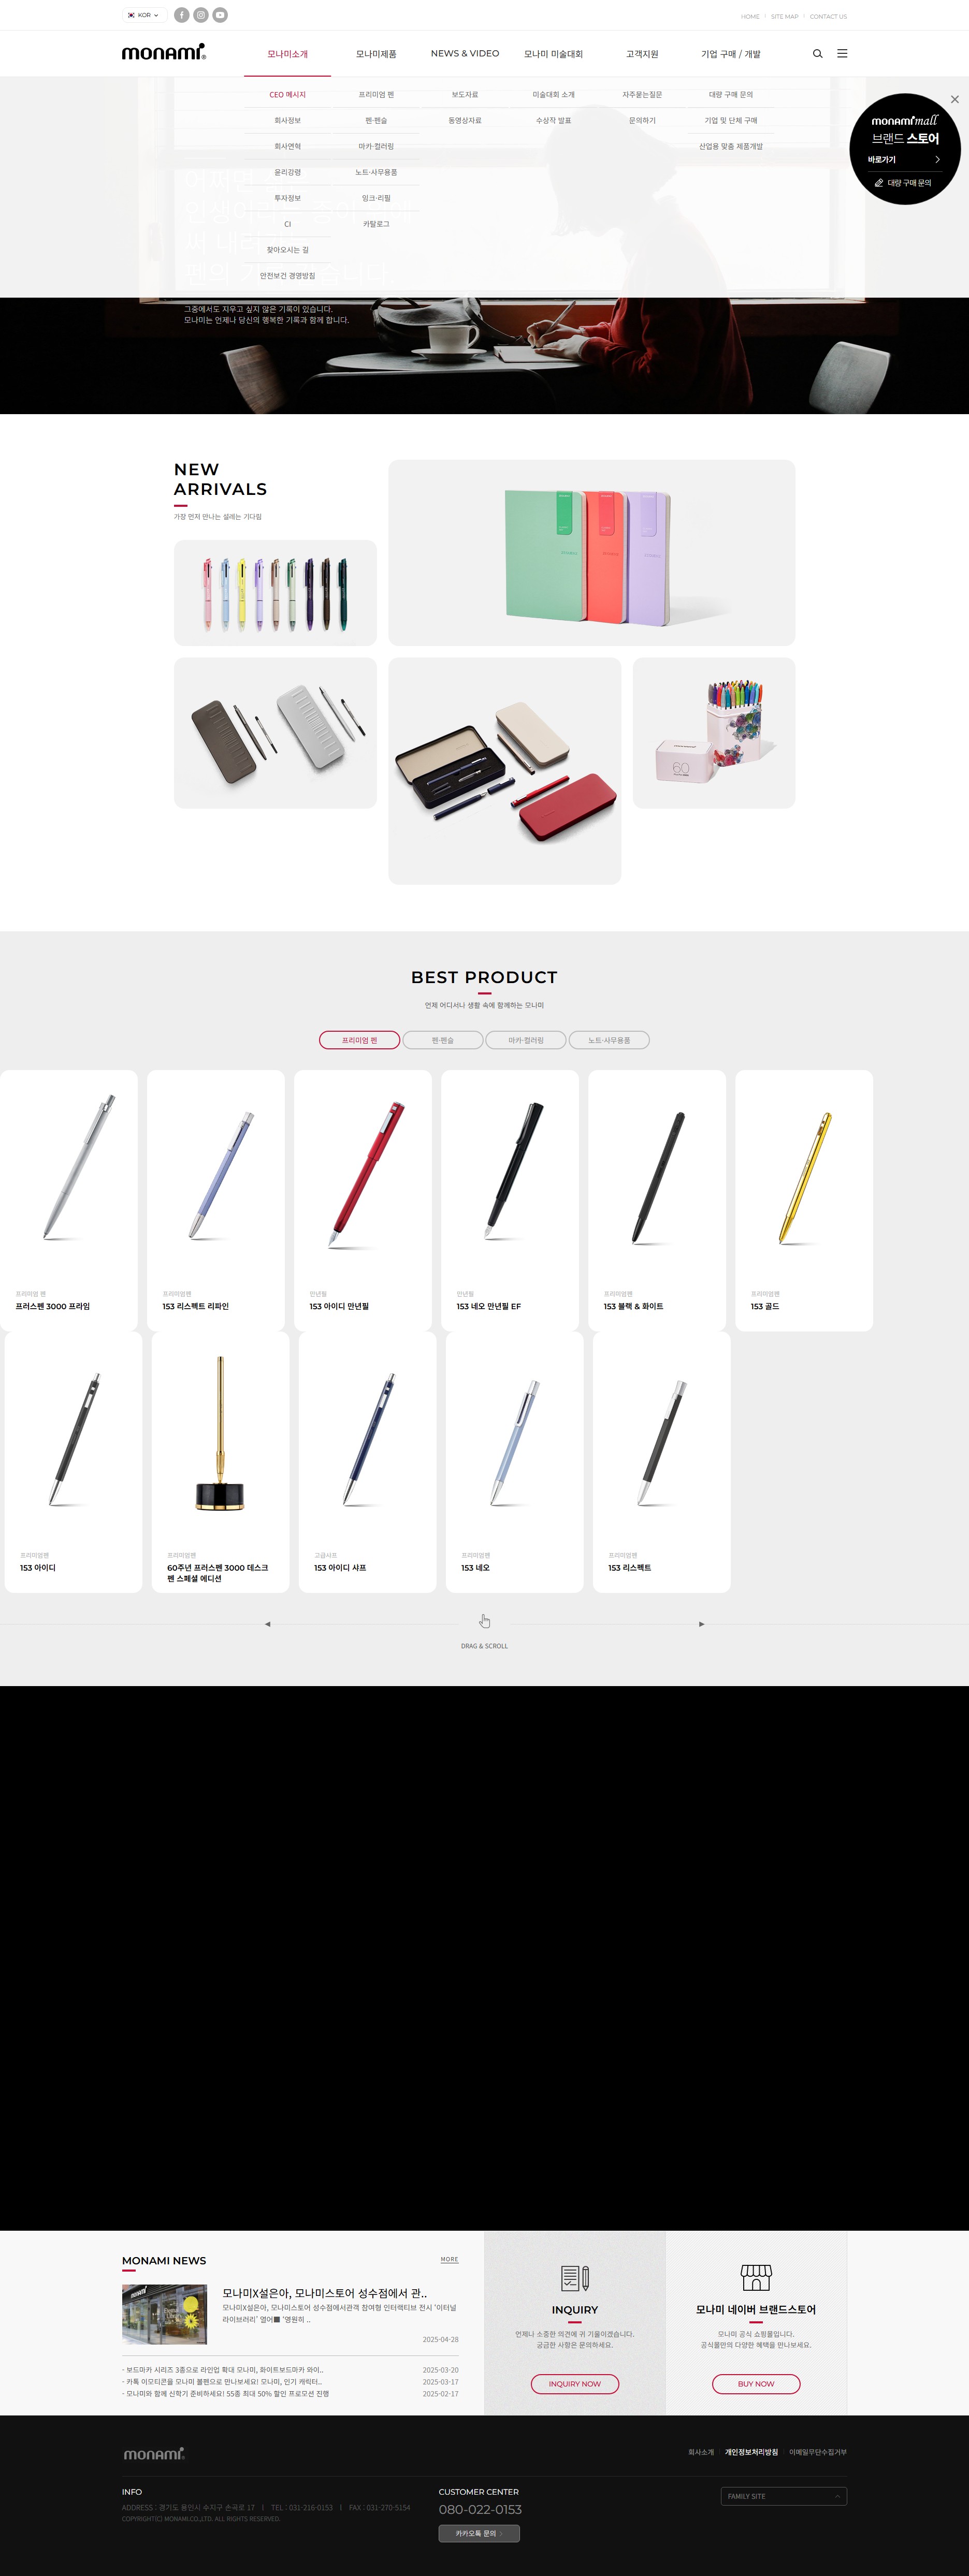 KOR
HOME
SITE MAP
CONTACT US
monami
모나미소개
모나미제품
NEWS & VIDEO
모나미 미술대회
고객지원
기업 구매 / 개발
CEO 메시지
회사정보
회사연혁
윤리강령
투자정보
CI
찾아오시는 길
안전보건 경영방침
프리미엄 펜
펜·펜슬
마카·컬러링
노트·사무용품
잉크·리필
카탈로그
보도자료
동영상자료
미술대회 소개
수상작 발표
자주묻는질문
문의하기
대량 구매 문의
기업 및 단체 구매
산업용 맞춤 제품개발
monami mall
브랜드 스토어
바로가기
대량 구매 문의
그중에서도 지우고 싶지 않은 기록이 있습니다.
모나미는 언제나 당신의 행복한 기록과 함께 합니다.
NEW
ARRIVALS
가장 먼저 만나는 설레는 기다림
60
BEST PRODUCT
언제 어디서나 생활 속에 함께하는 모나미
프리미엄 펜
펜·펜슬
마카·컬러링
노트·사무용품
프리미엄 펜
프러스펜 3000 프라임
프리미엄펜
153 리스펙트 리파인
만년필
153 아이디 만년필
만년필
153 네오 만년필 EF
프리미엄펜
153 블랙 & 화이트
프리미엄펜
153 골드
프리미엄펜
153 아이디
프리미엄펜
60주년 프러스펜 3000 데스크
펜 스페셜 에디션
고급샤프
153 아이디 샤프
프리미엄펜
153 네오
프리미엄펜
153 리스펙트
DRAG & SCROLL
MONAMI NEWS
MORE
모나미X설은아, 모나미스토어 성수점에서 관..
모나미X설은아, 모나미스토어 성수점에서관객 참여형 인터랙티브 전시 '이터널
라이브러리' 열어■ '영원히 ..
2025-04-28
· 보드마카 시리즈 3종으로 라인업 확대 모나미, 화이트보드마카 와이..
2025-03-20
· 카톡 이모티콘을 모나미 볼펜으로 만나보세요! 모나미, 인기 캐릭터..
2025-03-17
· 모나미와 함께 신학기 준비하세요! 55종 최대 50% 할인 프로모션 진행
2025-02-17
INQUIRY
언제나 소중한 의견에 귀 기울이겠습니다.
궁금한 사항은 문의하세요.
INQUIRY NOW
모나미 네이버 브랜드스토어
모나미 공식 쇼핑몰입니다.
공식몰만의 다양한 혜택을 만나보세요.
BUY NOW
monami
회사소개
개인정보처리방침
이메일무단수집거부
INFO
ADDRESS : 경기도 용인시 수지구 손곡로 17 | TEL : 031-216-0153 | FAX : 031-270-5154
COPYRIGHT(C) MONAMI.CO.,LTD. ALL RIGHTS RESERVED.
CUSTOMER CENTER
080-022-0153
카카오톡 문의
FAMILY SITE